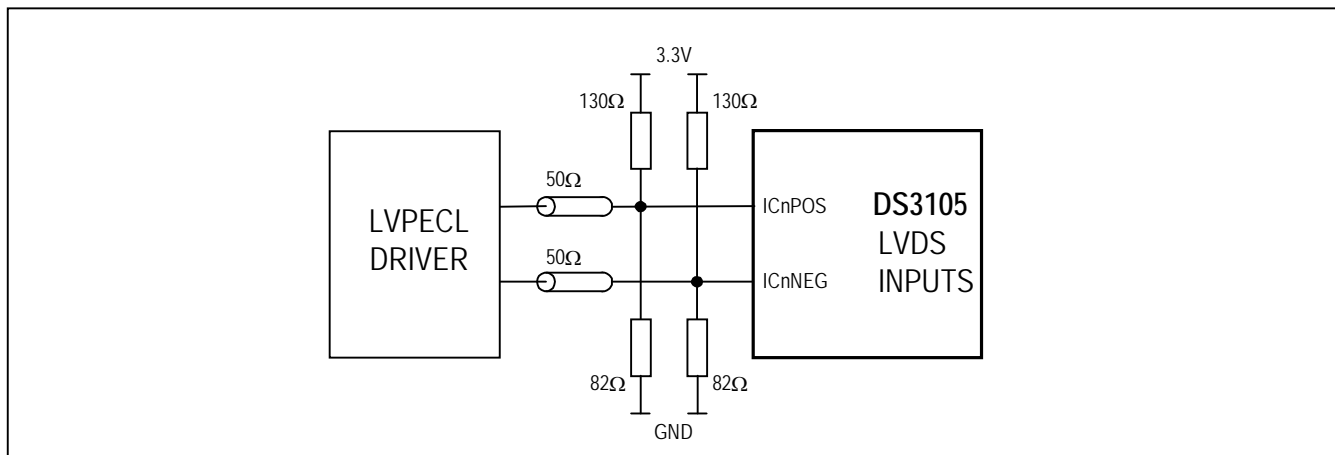 3.3V
130Ω
130Ω
50Ω
50Ω
LVPECL
DRIVER
ICnPOS
ICnNEG
DS3105
LVDS
INPUTS
82Ω
82Ω
GND